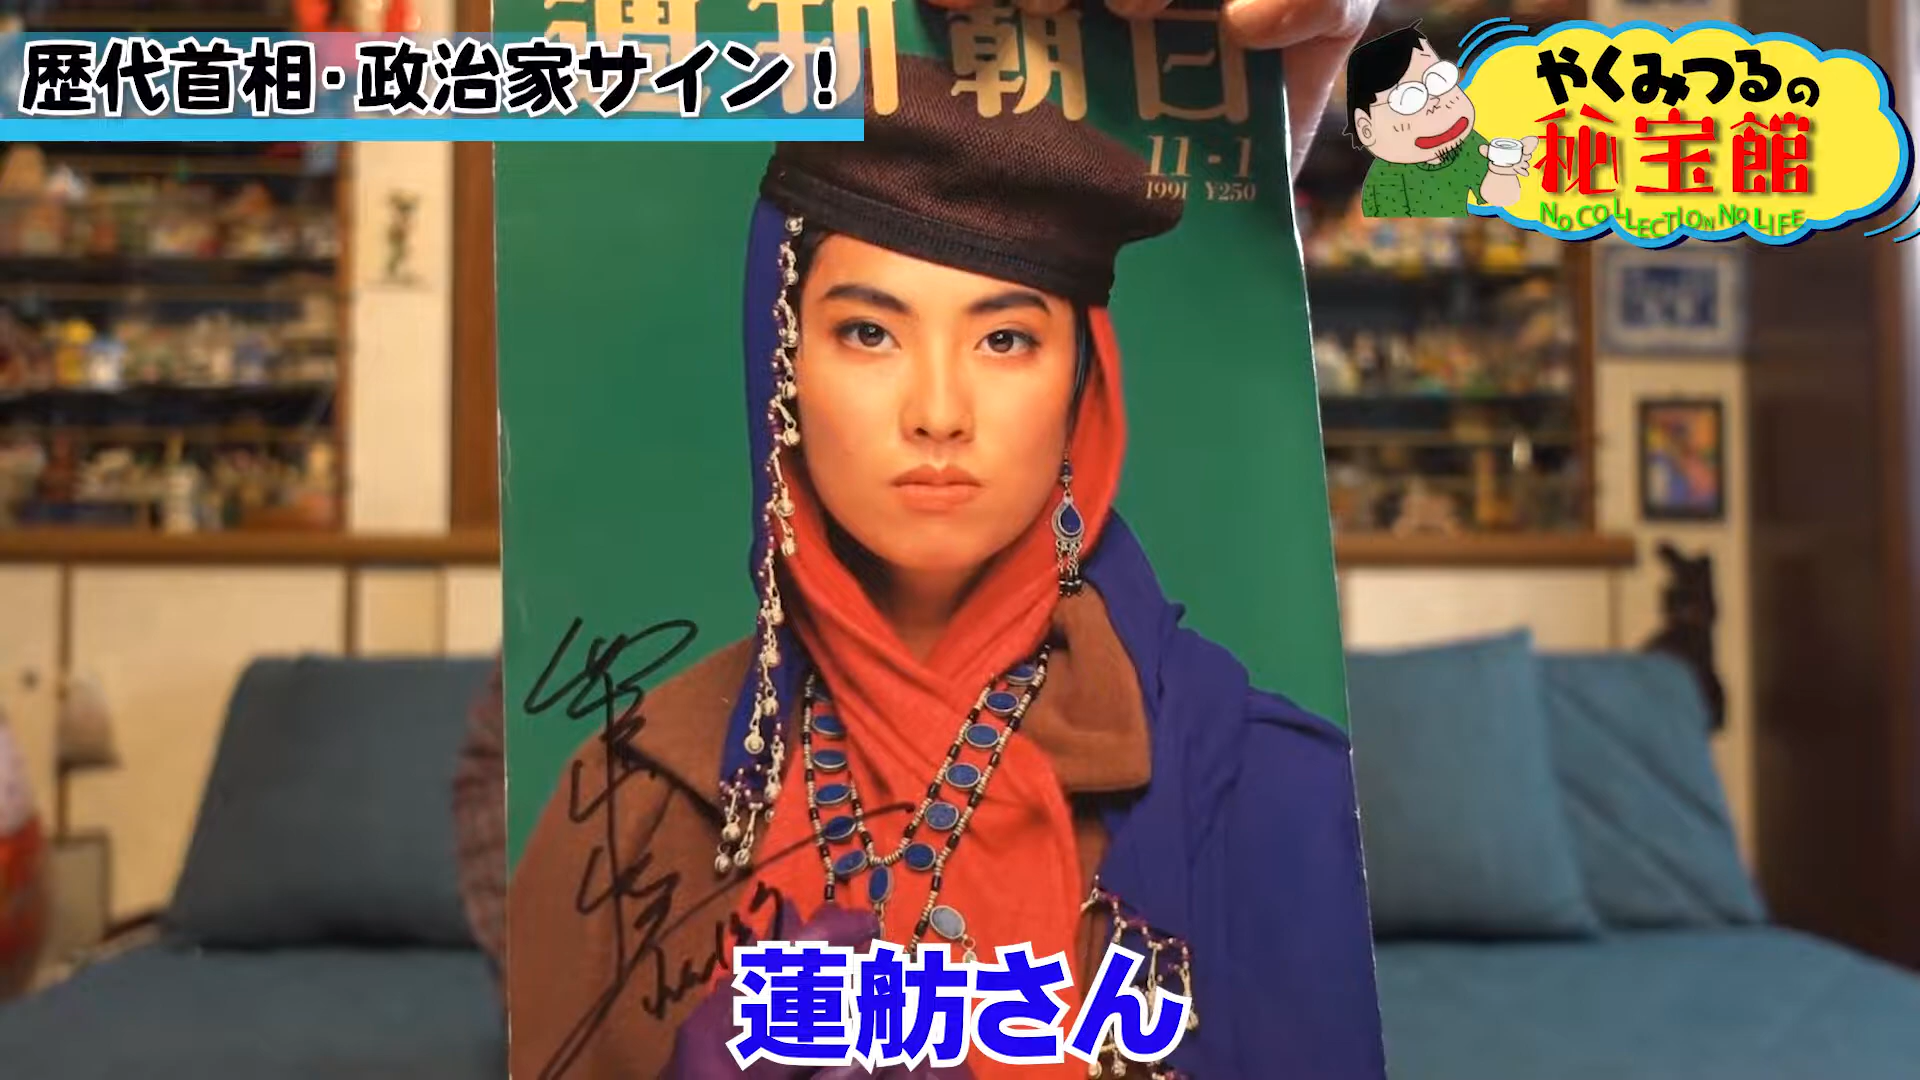 歴代首相・政治家サイン！
週刊朝日
11-1
1991 ¥250
やくみつるの
秘宝館
NO COLLECTION NO LIFE
蓮舫さん